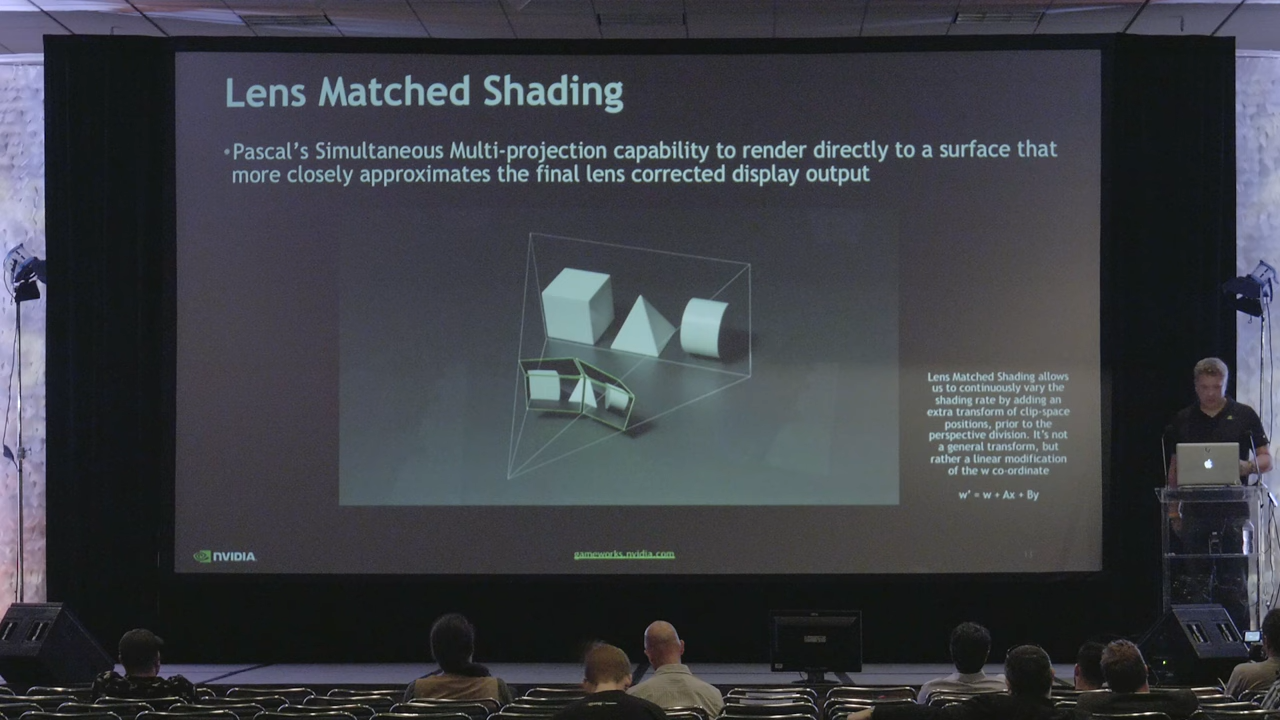 Lens Matched Shading
•Pascal's Simultaneous Multi-projection capability to render directly to a surface that
more closely approximates the final lens corrected display output
Lens Matched Shading allows
us to continuously vary the
shading rate by adding an
extra transform of clip-space
positions, prior to the
perspective division. It's not
a general transform, but
rather a linear modification
of the w co-ordinate
w' = w + Ax + By
NVIDIA
gameworks.nvidia.com